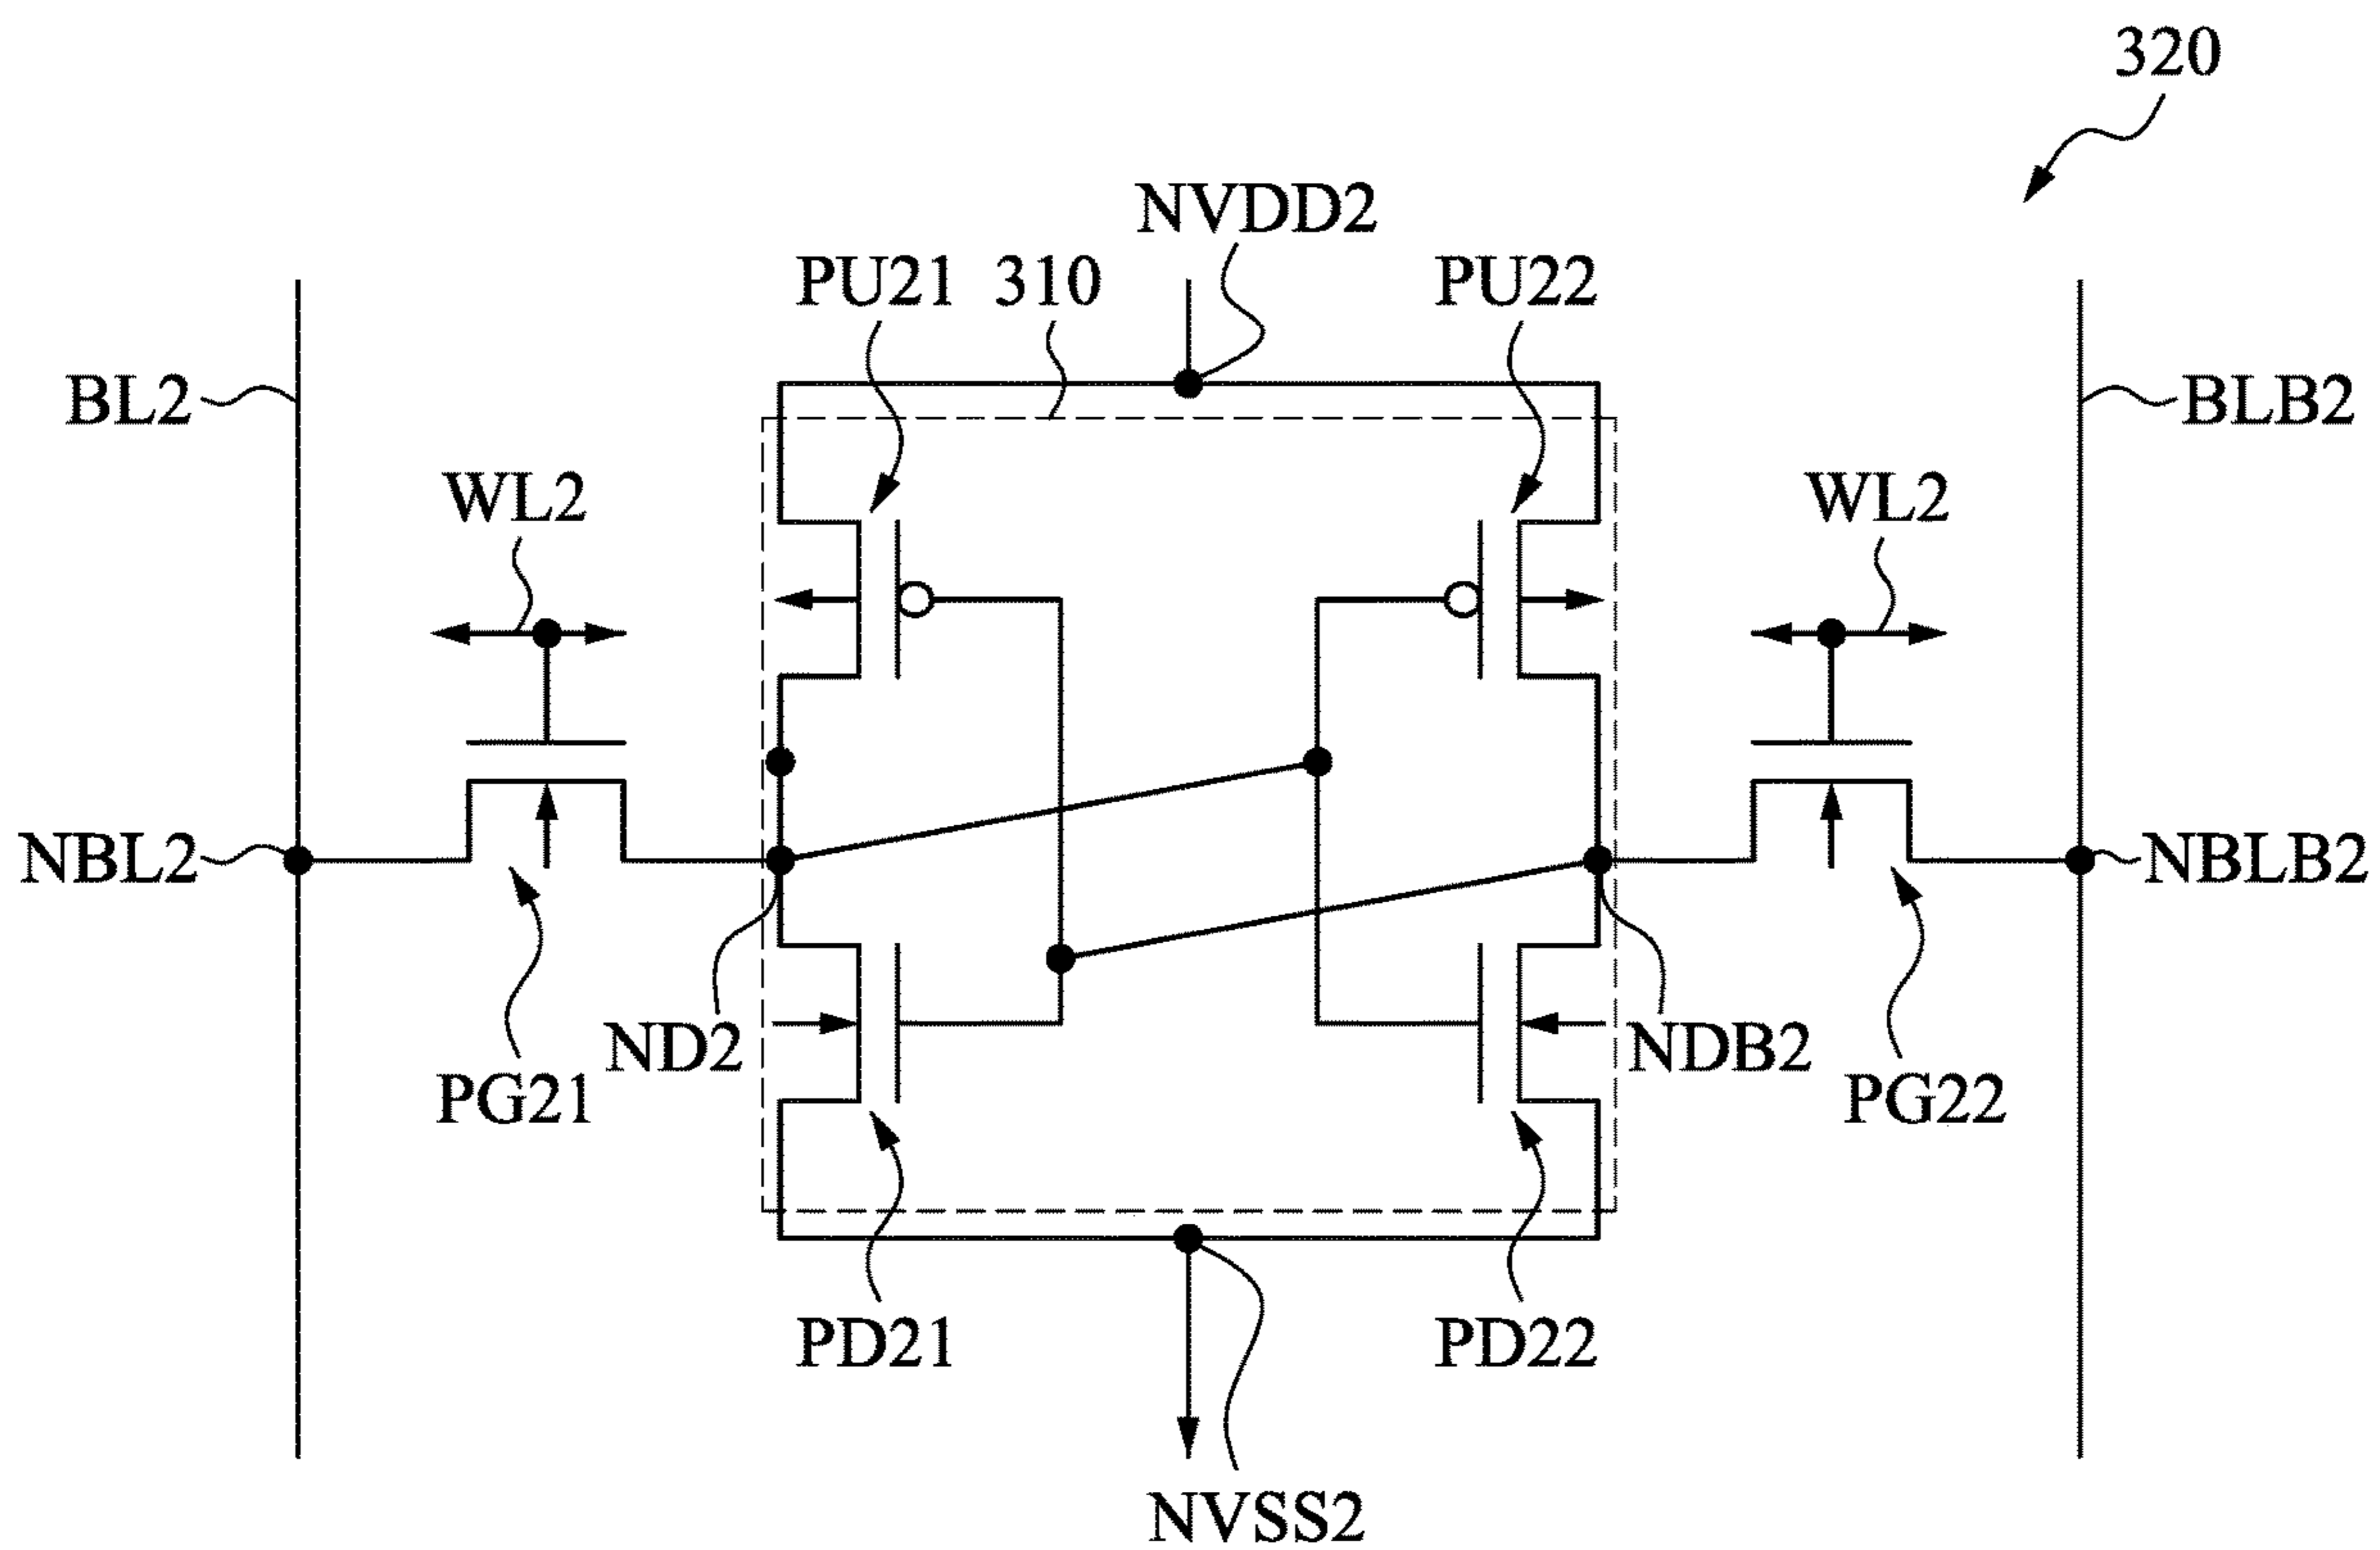 320
NVDD2
PU21
310
PU22
BL2
BLB2
WL2
WL2
NBL2
NBLB2
ND2
NDB2
PG21
PG22
PD21
PD22
NVSS2